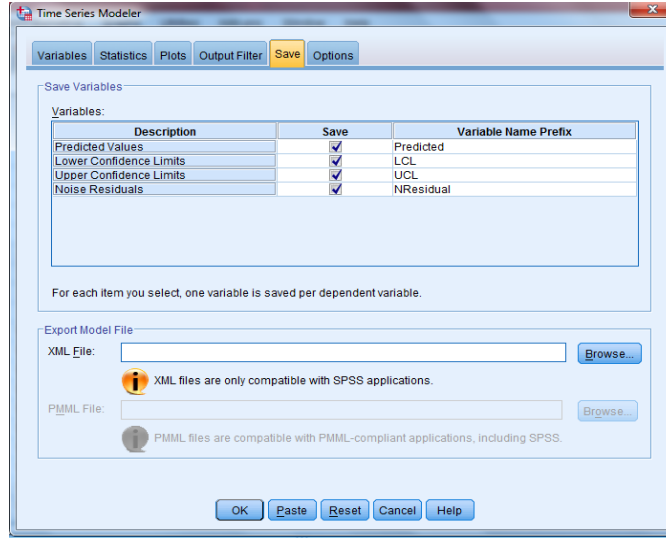 Time Series Modeler
Variables Statistics Plots Output Filter Save Options
Save Variables
Variables:
Description Save Variable Name Prefix
Predicted Values Predicted
Lower Confidence Limits LCL
Upper Confidence Limits UCL
Noise Residuals NResidual
For each item you select, one variable is saved per dependent variable.
Export Model File
XML File: Browse...
XML files are only compatible with SPSS applications.
PMML File: Browse...
PMML files are compatible with PMML-compliant applications, including SPSS.
OK Paste Reset Cancel Help